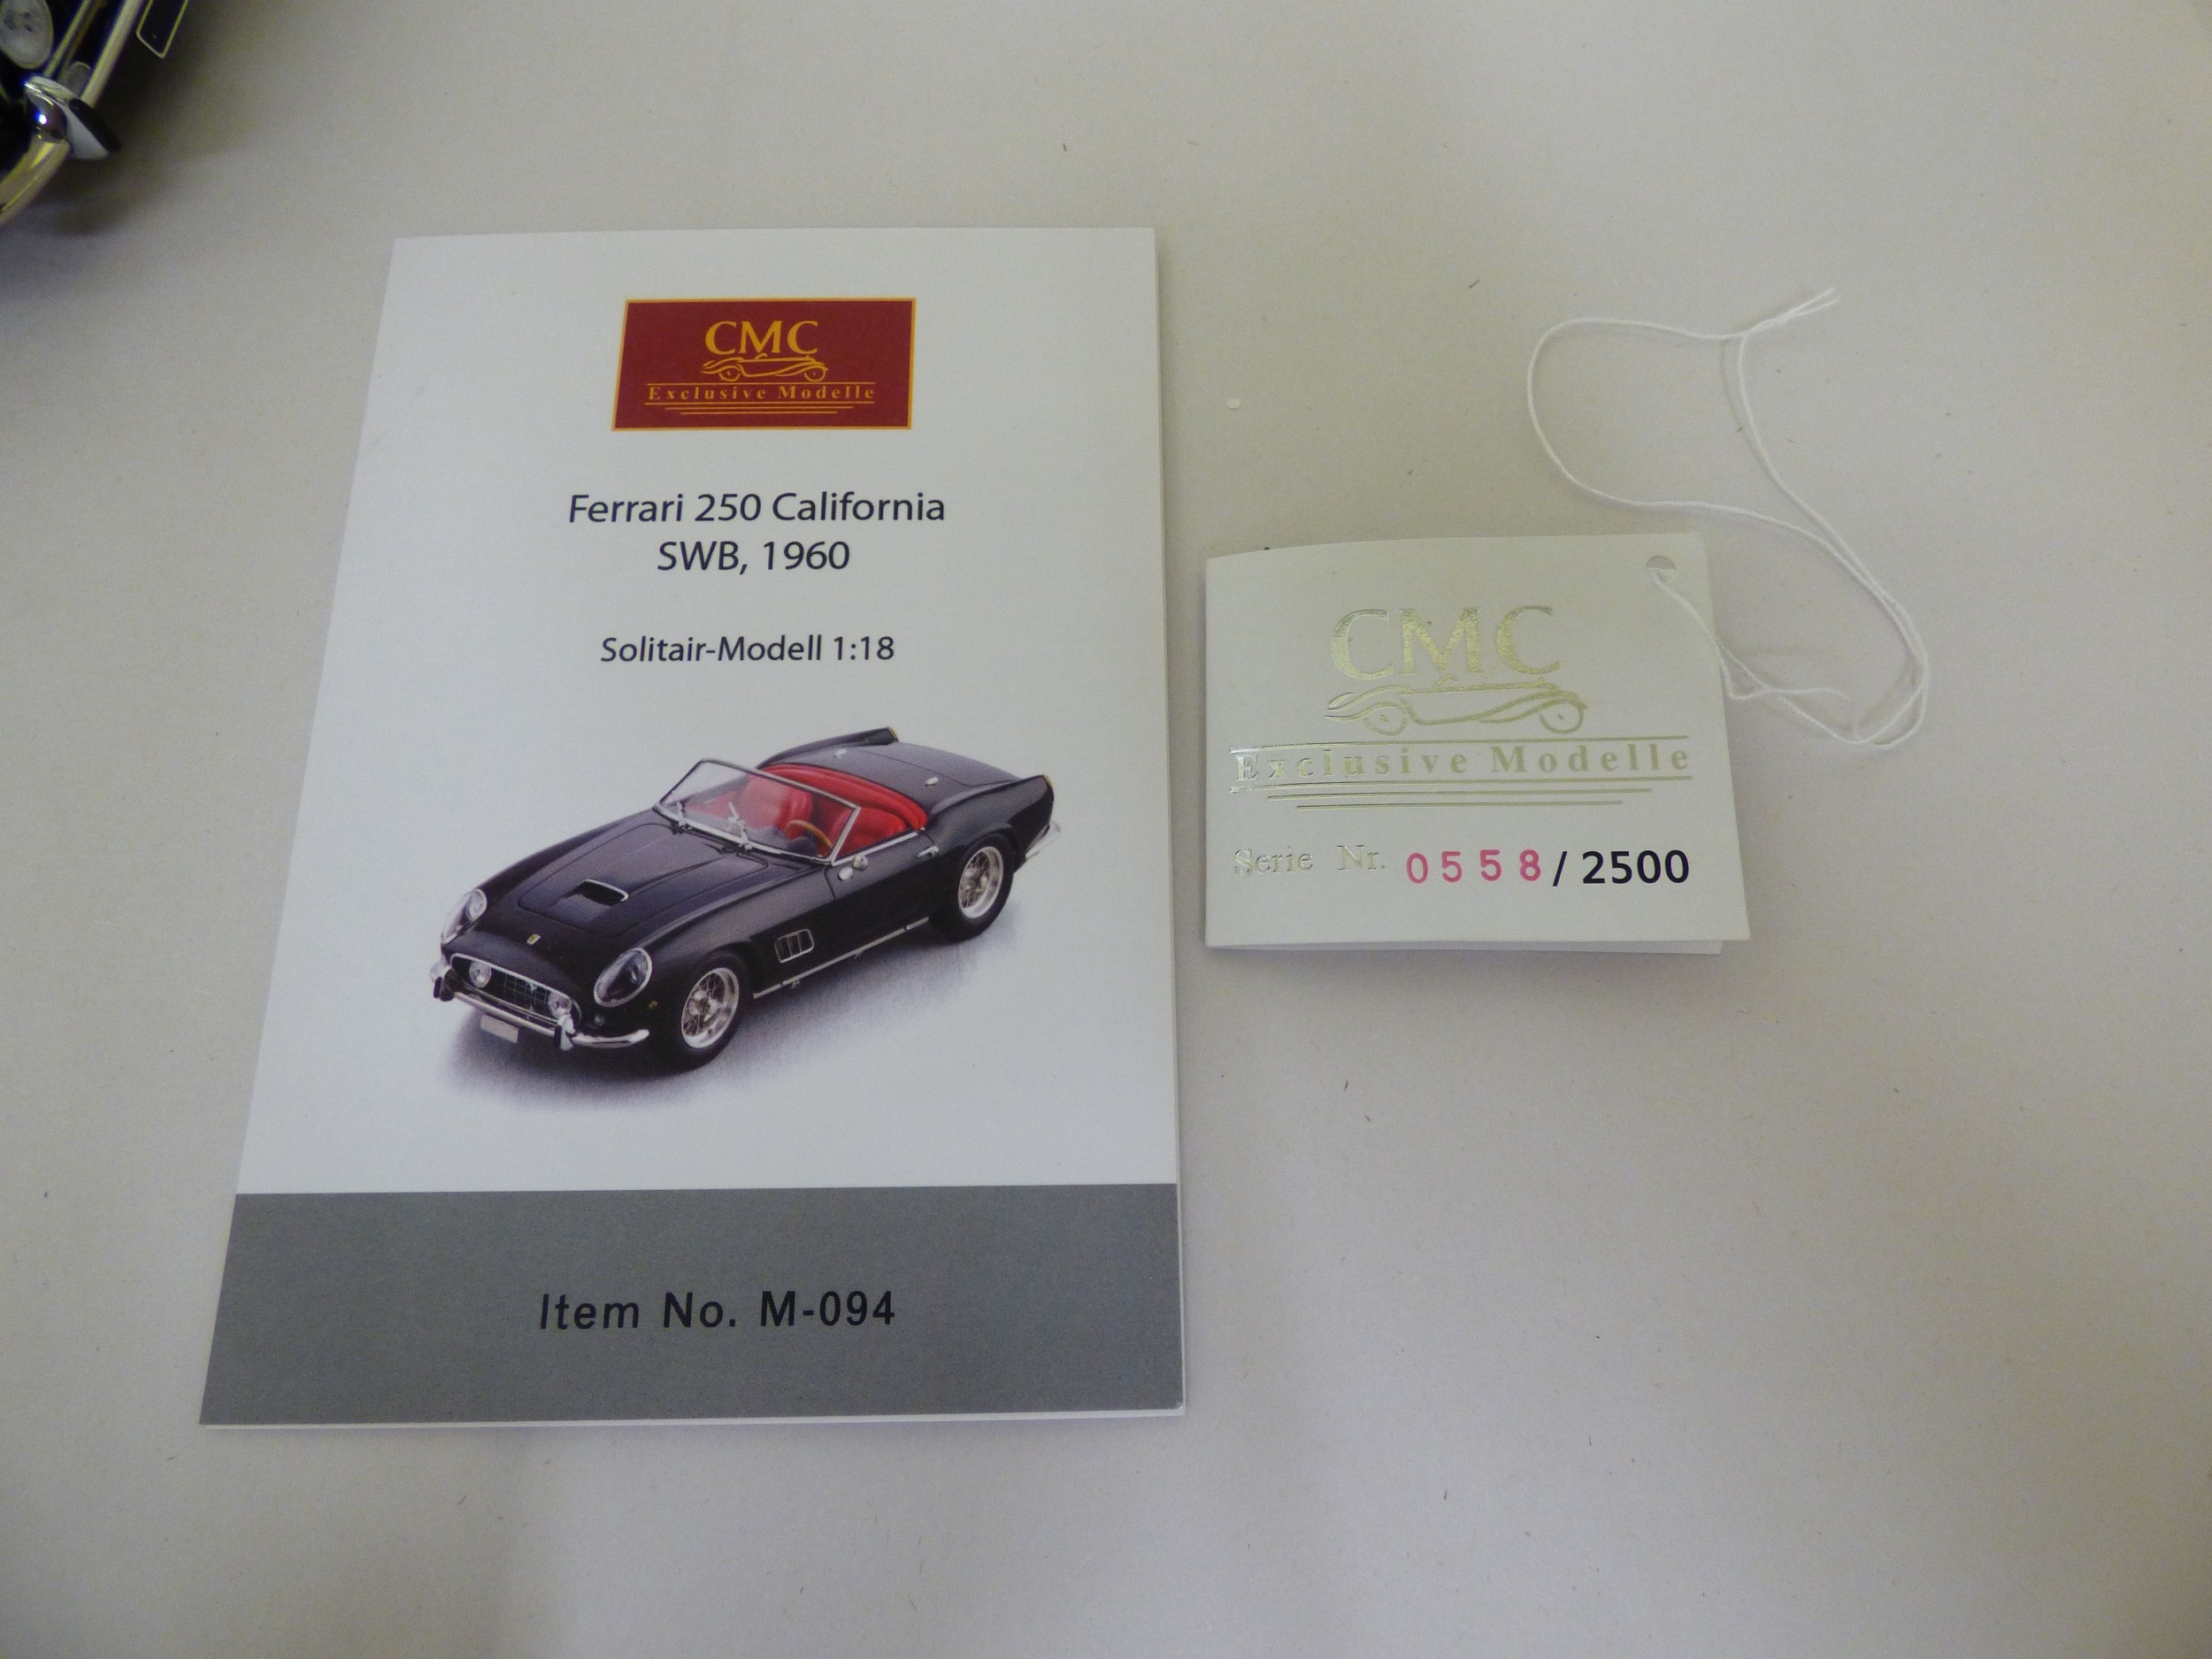 CMC
Exclusive Modelle
Ferrari 250 California
SWB, 1960
Solitair-Modell 1:18
Item No. M-094
CMC
Exclusive Modelle
Serie Nr. 0558 / 2500